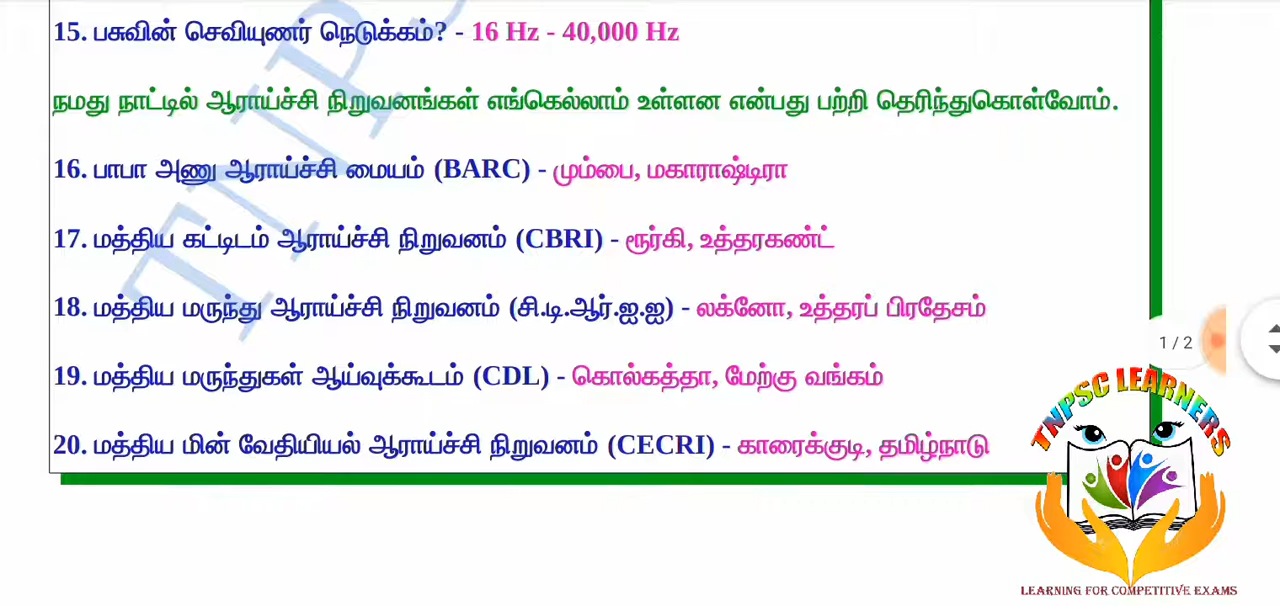 15. பசுவின் செவியுணர் நெடுக்கம்? - 16 Hz - 40,000 Hz
நமது நாட்டில் ஆராய்ச்சி நிறுவனங்கள் எங்கெல்லாம் உள்ளன என்பது பற்றி தெரிந்துகொள்வோம்.
16. பாபா அணு ஆராய்ச்சி மையம் (BARC) - மும்பை, மகாராஷ்டிரா
17. மத்திய கட்டிடம் ஆராய்ச்சி நிறுவனம் (CBRI) - ரூர்கி, உத்தரகண்ட்
18. மத்திய மருந்து ஆராய்ச்சி நிறுவனம் (சி.டி.ஆர்.ஐ.ஐ) - லக்னோ, உத்தரப் பிரதேசம்
1 / 2
19. மத்திய மருந்துகள் ஆய்வுக்கூடம் (CDL) - கொல்கத்தா, மேற்கு வங்கம்
20. மத்திய மின் வேதியியல் ஆராய்ச்சி நிறுவனம் (CECRI) - காரைக்குடி, தமிழ்நாடு
TNPSC LEARNERS
LEARNING FOR COMPETITIVE EXAMS